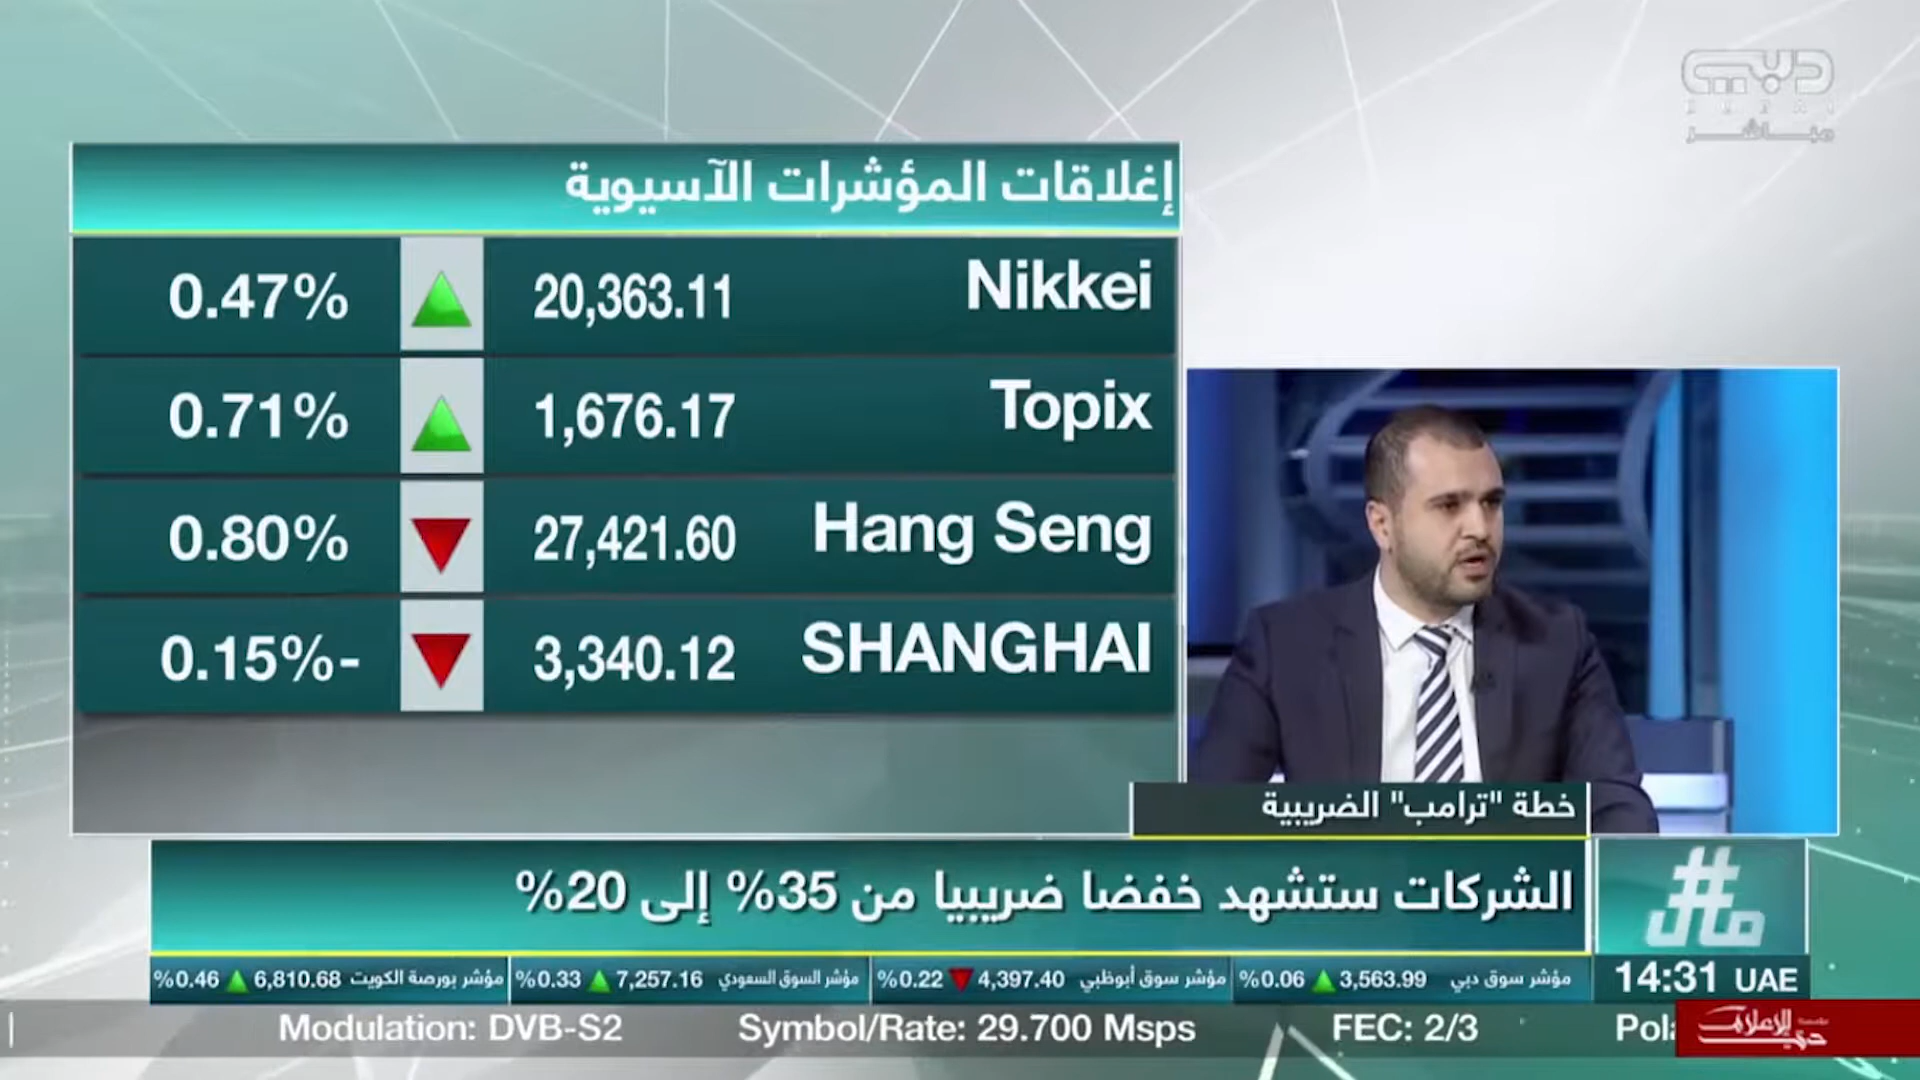 دبي
DUBAI
مباشر
إغلاقات المؤشرات الآسيوية
Nikkei 20,363.11 0.47%
Topix 1,676.17 0.71%
Hang Seng 27,421.60 0.80%
SHANGHAI 3,340.12 0.15%-
خطة "ترامب" الضريبية
الشركات ستشهد خفضا ضريبيا من 35% إلى 20%
#مال
مؤشر سوق دبي 3,563.99 %0.06
مؤشر سوق أبوظبي 4,397.40 %0.22
مؤشر السوق السعودي 7,257.16 %0.33
مؤشر بورصة الكويت 6,810.68 %0.46
14:31 UAE
Modulation: DVB-S2 Symbol/Rate: 29.700 Msps FEC: 2/3 Pola
دبي للإعلام